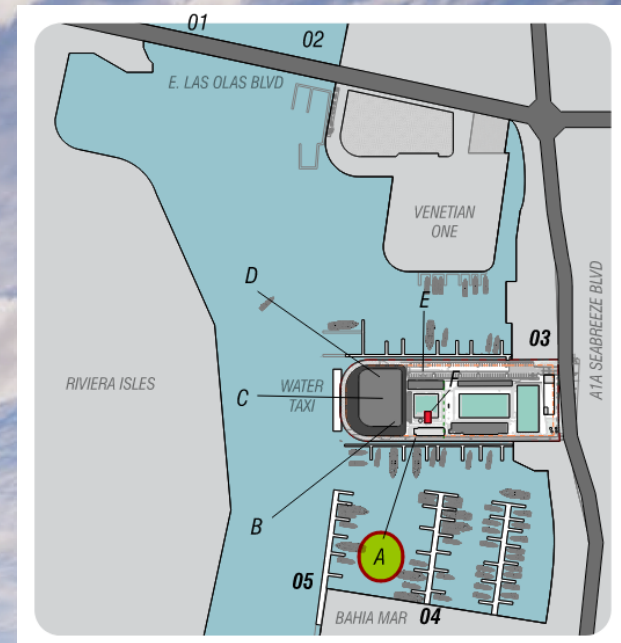 01
02
E. LAS OLAS BLVD
VENETIAN
ONE
D
E
03
A1A SEABREEZE BLVD
RIVIERA ISLES
C
WATER
TAXI
F
B
A
05
BAHIA MAR
04